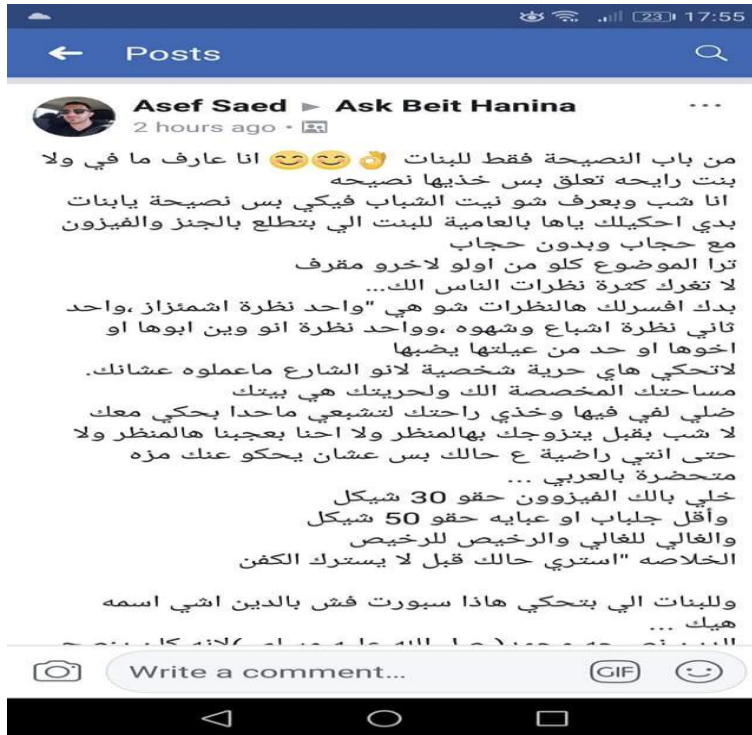 23 17:55
Posts
Asef Saed ► Ask Beit Hanina
2 hours ago
من باب النصيحة فقط للبنات 👌😊😊 انا عارف ما في ولا
بنت رايحه تعلق بس خذيها نصيحه
انا شب وبعرف شو نيت الشباب فيكي بس نصيحة يابنات
بدي احكيلك ياها بالعامية للبنت الي بتطلع بالجنز والفيزون
مع حجاب وبدون حجاب
ترا الموضوع كلو من اولو لاخرو مقرف
لا تغرك كثرة نظرات الناس الك...
بدك افسرلك هالنظرات شو هي "واحد نظرة اشمئزاز ،واحد
ثاني نظرة اشباع وشهوه ،وواحد نظرة انو وين ابوها او
اخوها او حد من عيلتها يضبها
لاتحكي هاي حرية شخصية لانو الشارع ماعملوه عشانك.
مساحتك المخصصة الك ولحريتك هي بيتك
ضلي لفي فيها وخذي راحتك لتشبعي ماحدا بحكي معك
لا شب بقبل يتزوجك بهالمنظر ولا احنا بعجبنا هالمنظر ولا
حتى انتي راضية ع حالك بس عشان يحكو عنك مزه
متحضرة بالعربي ...
خلي بالك الفيزوون حقو 30 شيكل
وأقل جلباب او عبايه حقو 50 شيكل
والغالي للغالي والرخيص للرخيص
الخلاصه "استري حالك قبل لا يسترك الكفن
وللبنات الي بتحكي هاذا سبورت فش بالدين اشي اسمه
هيك ...
Write a comment...
GIF